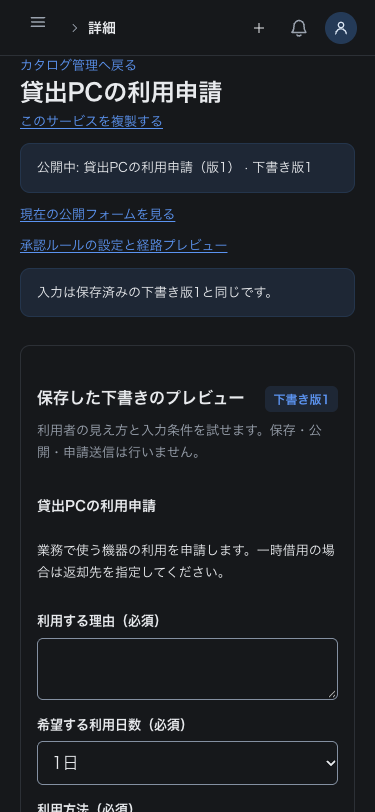 詳細
カタログ管理へ戻る
貸出PCの利用申請
このサービスを複製する
公開中: 貸出PCの利用申請（版1） · 下書き版1
現在の公開フォームを見る
承認ルールの設定と経路プレビュー
入力は保存済みの下書き版1と同じです。
保存した下書きのプレビュー
下書き版1
利用者の見え方と入力条件を試せます。保存・公
開・申請送信は行いません。
貸出PCの利用申請
業務で使う機器の利用を申請します。一時借用の場
合は返却先を指定してください。
利用する理由（必須）
希望する利用日数（必須）
1日
利用方法（必須）